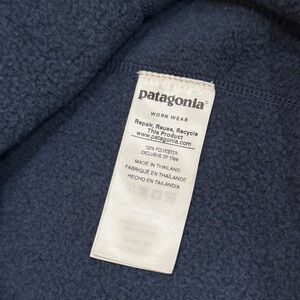 patagonia®
WORN WEAR
Repair, Reuse, Recycle
This Product
www.patagonia.com
100% POLYESTER
EXCLUSIVE OF TRIM
MADE IN THAILAND
FABRIQUÉ EN THAÏLANDE
HECHO EN TAILANDIA